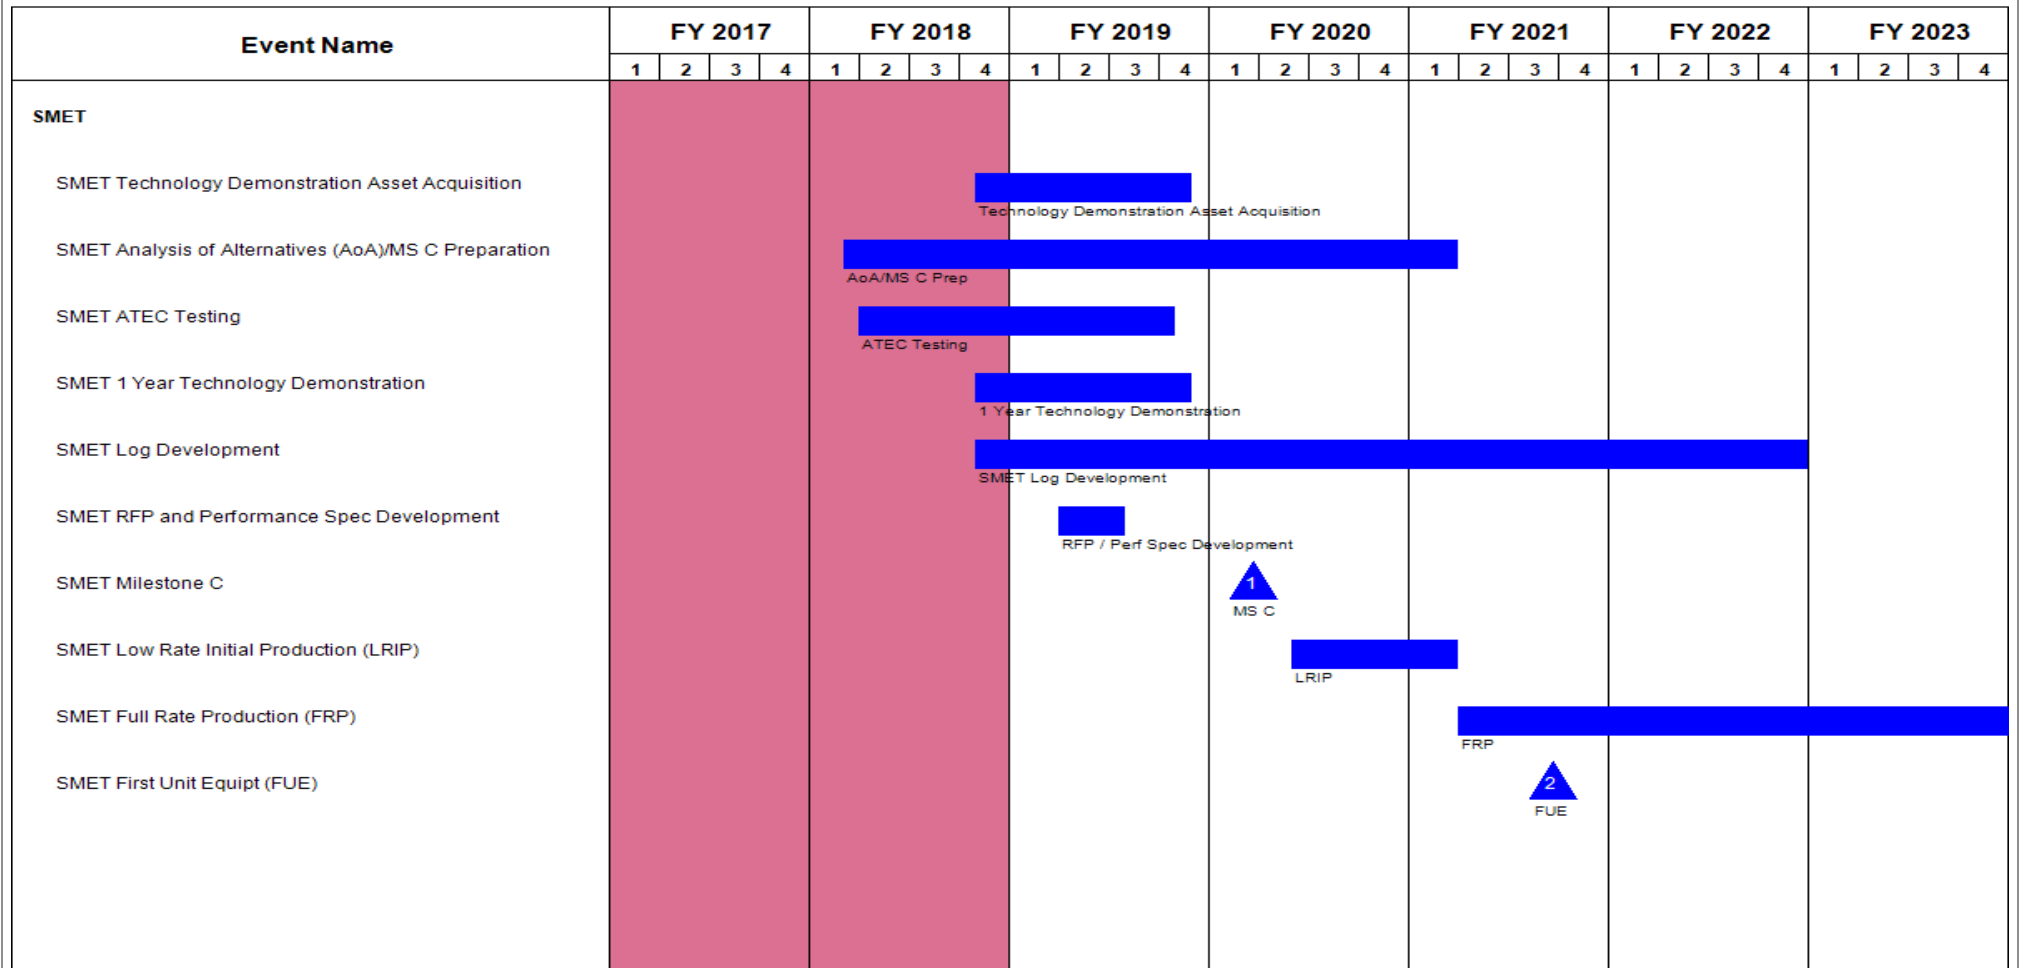 Event Name
FY 2017 FY 2018 FY 2019 FY 2020 FY 2021 FY 2022 FY 2023
1 2 3 4 1 2 3 4 1 2 3 4 1 2 3 4 1 2 3 4 1 2 3 4 1 2 3 4
SMET
SMET Technology Demonstration Asset Acquisition
Technology Demonstration Asset Acquisition
SMET Analysis of Alternatives (AoA)/MS C Preparation
AoA/MS C Prep
SMET ATEC Testing
ATEC Testing
SMET 1 Year Technology Demonstration
1 Year Technology Demonstration
SMET Log Development
SMET Log Development
SMET RFP and Performance Spec Development
RFP / Perf Spec Development
SMET Milestone C
1
MS C
SMET Low Rate Initial Production (LRIP)
LRIP
SMET Full Rate Production (FRP)
FRP
SMET First Unit Equipt (FUE)
2
FUE